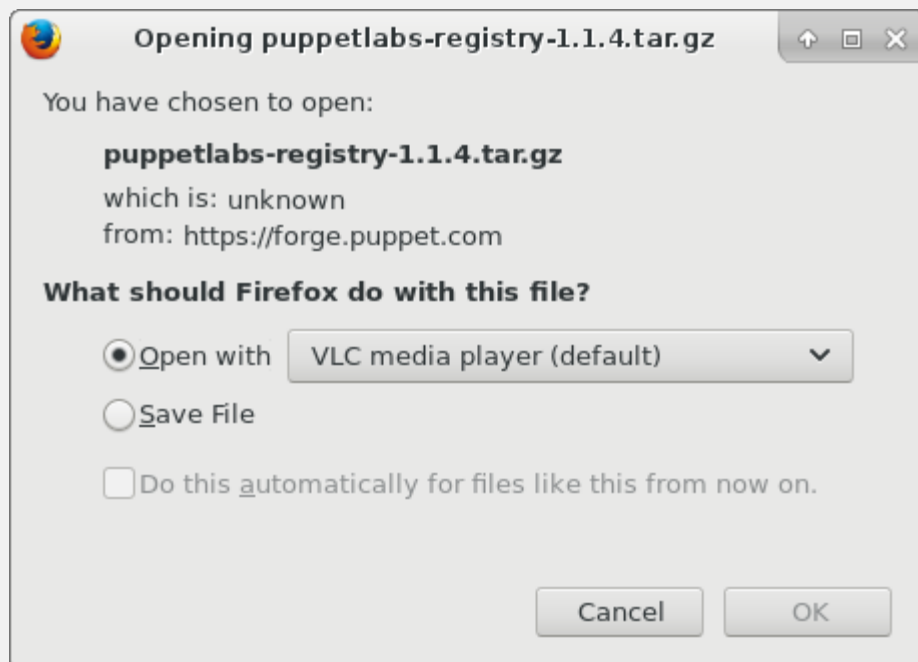 Opening puppetlabs-registry-1.1.4.tar.gz
You have chosen to open:
puppetlabs-registry-1.1.4.tar.gz
which is: unknown
from: https://forge.puppet.com
What should Firefox do with this file?
Open with VLC media player (default)
Save File
Do this automatically for files like this from now on.
Cancel OK